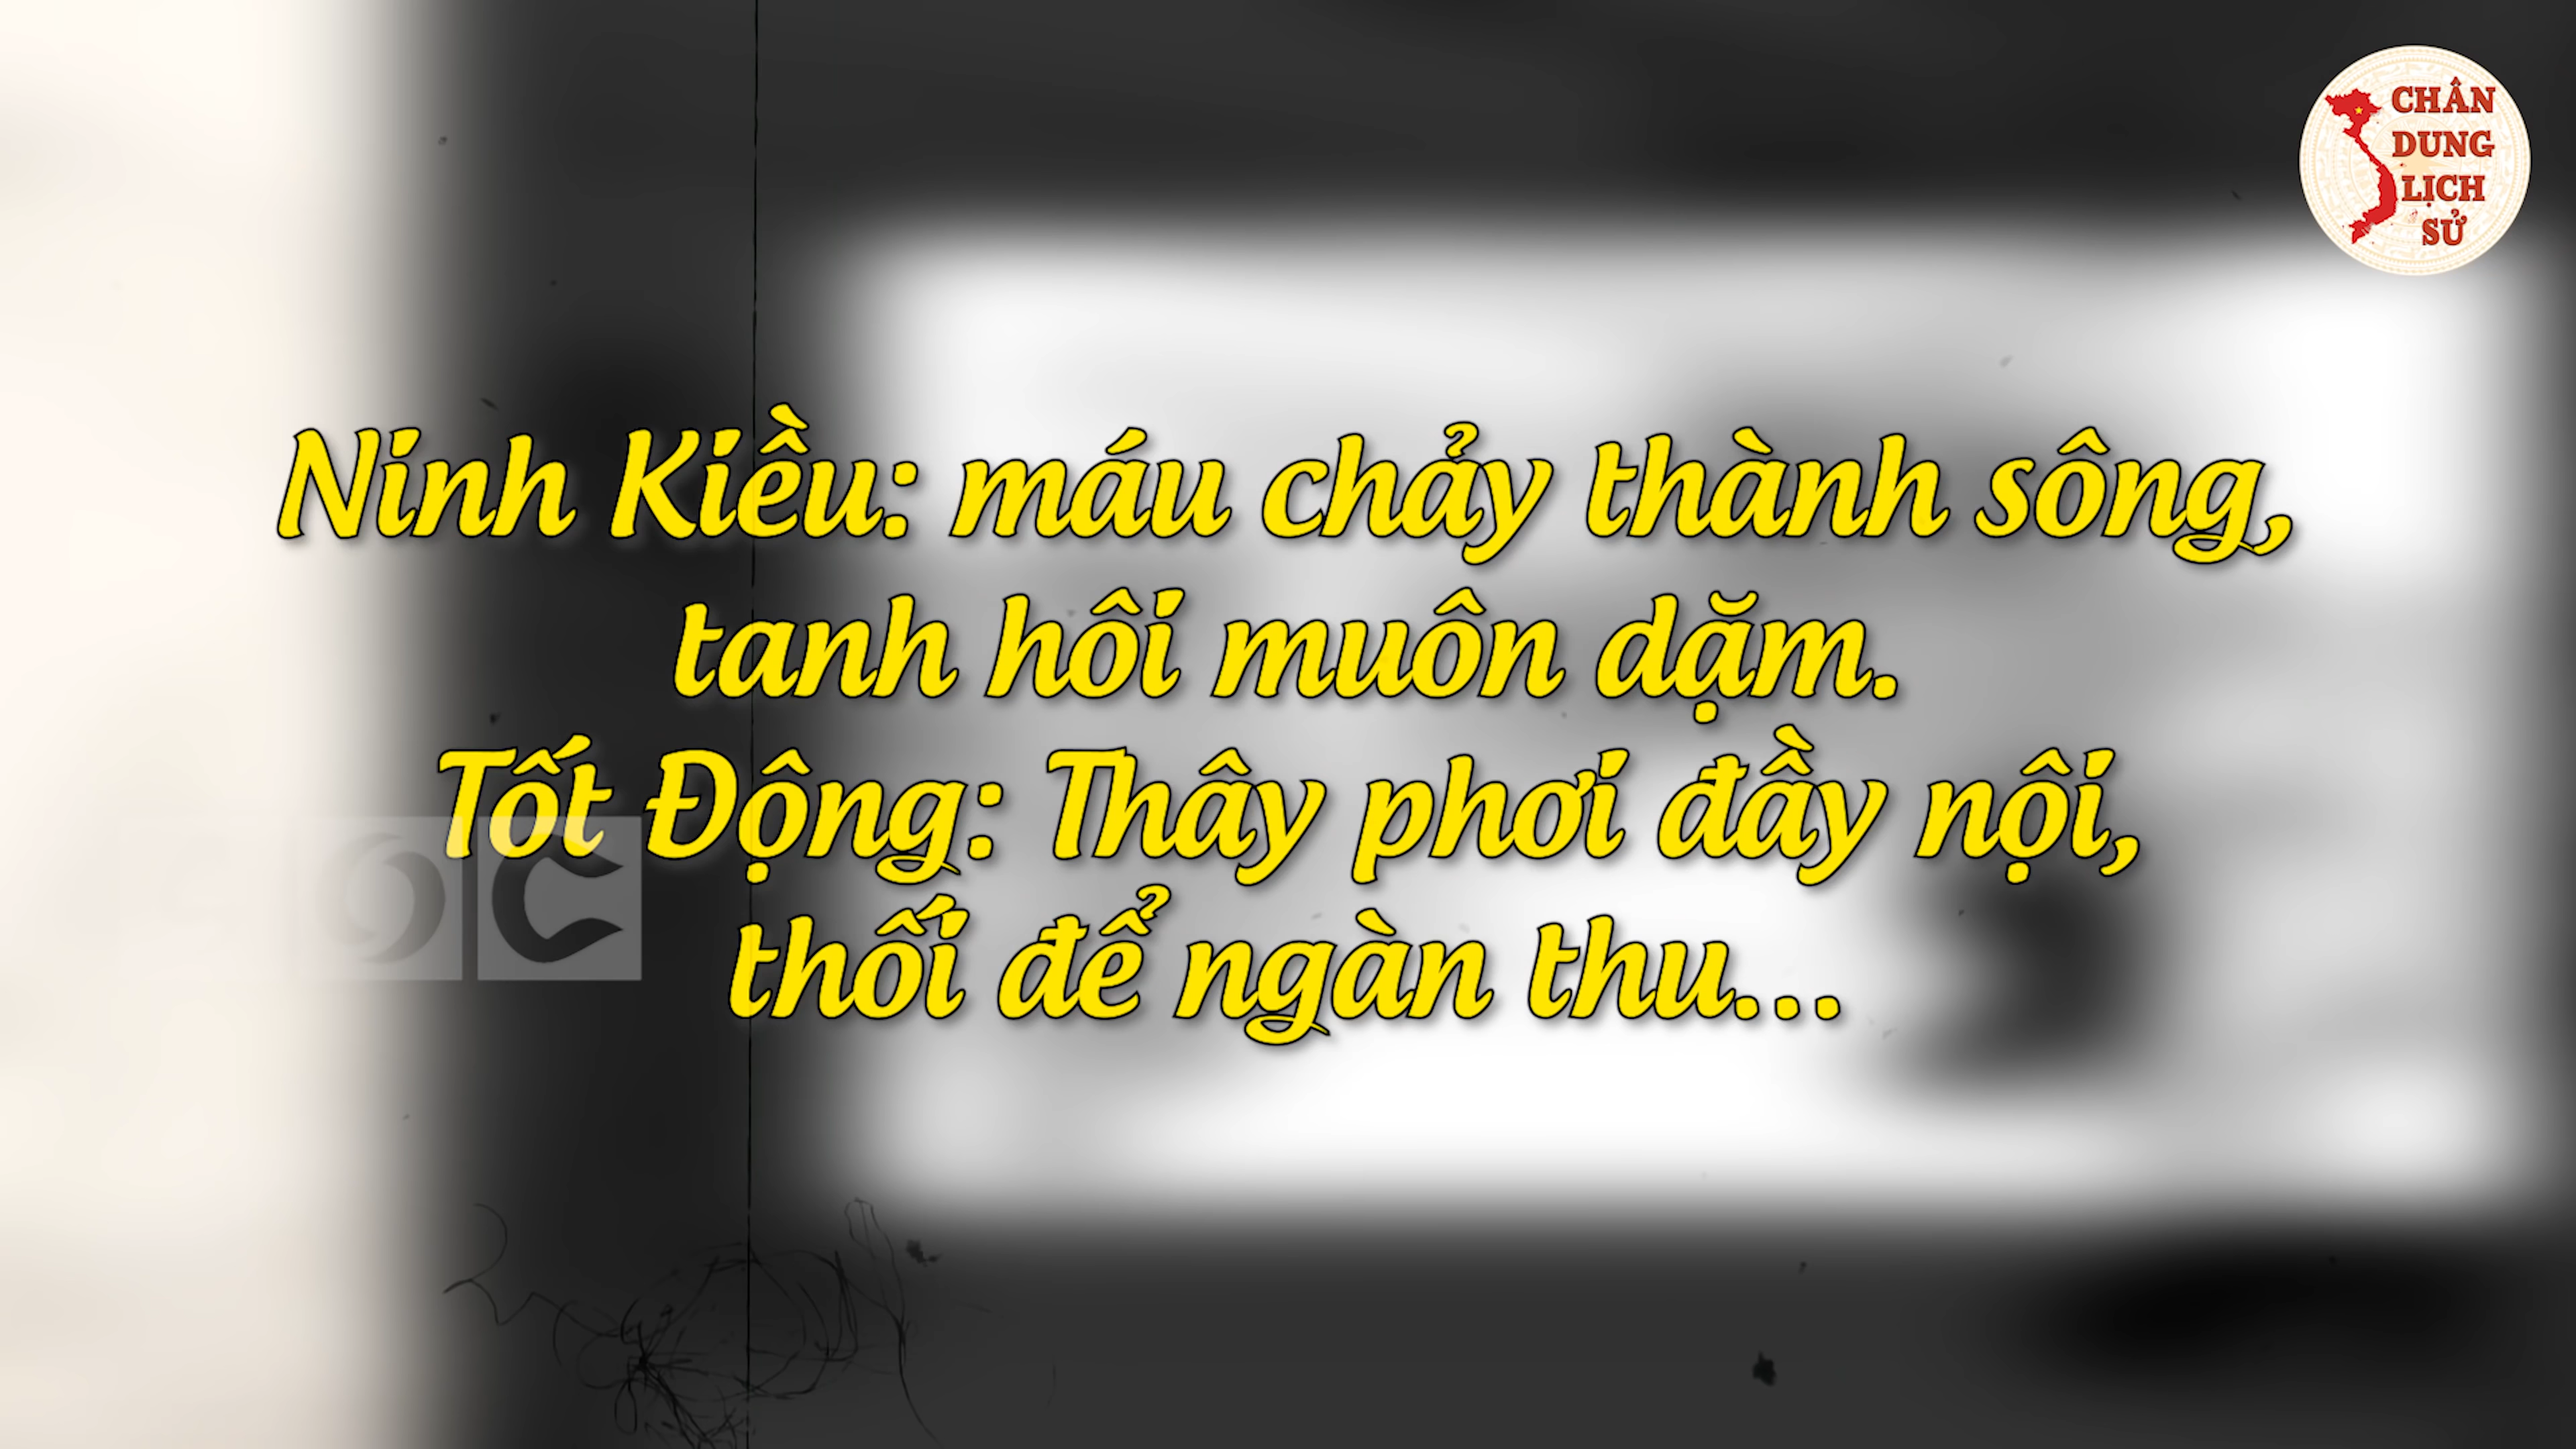 CHÂN
DUNG
LỊCH
SỬ
Ninh Kiều: máu chảy thành sông,
tanh hôi muôn dặm.
Tốt Động: Thây phơi đầy nội,
thối để ngàn thu...